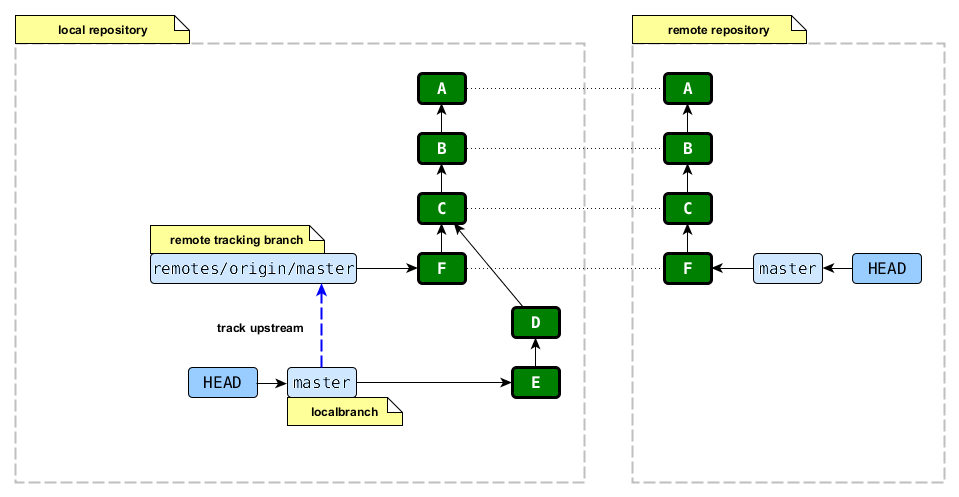 local repository
remote repository
A
A
B
B
C
C
remote tracking branch
remotes/origin/master
F
F
master
HEAD
D
track upstream
HEAD
master
E
localbranch